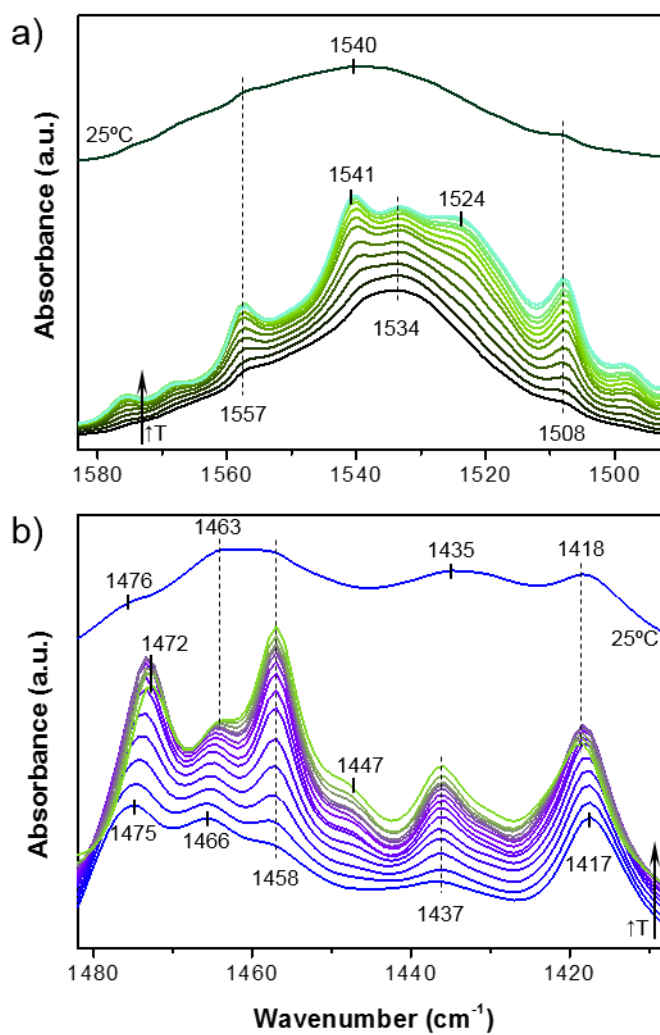 a)
1540
25ºC
1541
1524
1534
1557
1508
↑T
Absorbance (a.u.)
1580 1560 1540 1520 1500
b)
1463
1476
1435
1418
25ºC
1472
1447
1475
1466
1458
1437
1417
↑T
Absorbance (a.u.)
1480 1460 1440 1420
Wavenumber (cm⁻¹)